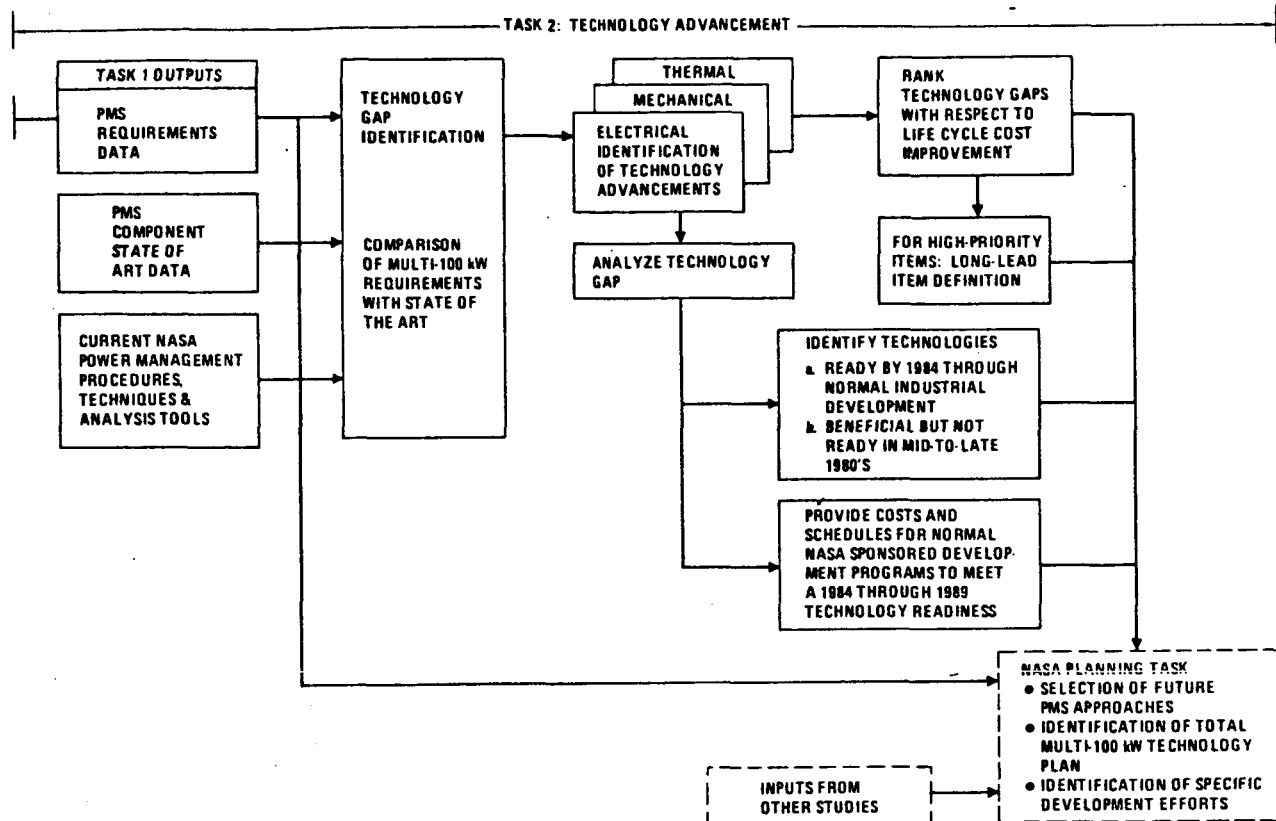 TASK 2: TECHNOLOGY ADVANCEMENT
TASK 1 OUTPUTS
PMS
REQUIREMENTS
DATA
PMS
COMPONENT
STATE OF
ART DATA
CURRENT NASA
POWER MANAGEMENT
PROCEDURES,
TECHNIQUES &
ANALYSIS TOOLS
TECHNOLOGY
GAP
IDENTIFICATION
COMPARISON
OF MULTI-100 kW
REQUIREMENTS
WITH STATE OF
THE ART
THERMAL
MECHANICAL
ELECTRICAL
IDENTIFICATION
OF TECHNOLOGY
ADVANCEMENTS
ANALYZE TECHNOLOGY
GAP
RANK
TECHNOLOGY GAPS
WITH RESPECT TO
LIFE CYCLE COST
IMPROVEMENT
FOR HIGH-PRIORITY
ITEMS: LONG-LEAD
ITEM DEFINITION
IDENTIFY TECHNOLOGIES
a. READY BY 1984 THROUGH
NORMAL INDUSTRIAL
DEVELOPMENT
b. BENEFICIAL BUT NOT
READY IN MID-TO-LATE
1980'S
PROVIDE COSTS AND
SCHEDULES FOR NORMAL
NASA SPONSORED DEVELOP-
MENT PROGRAMS TO MEET
A 1984 THROUGH 1989
TECHNOLOGY READINESS
NASA PLANNING TASK
● SELECTION OF FUTURE
PMS APPROACHES
● IDENTIFICATION OF TOTAL
MULTI-100 kW TECHNOLOGY
PLAN
● IDENTIFICATION OF SPECIFIC
DEVELOPMENT EFFORTS
INPUTS FROM
OTHER STUDIES